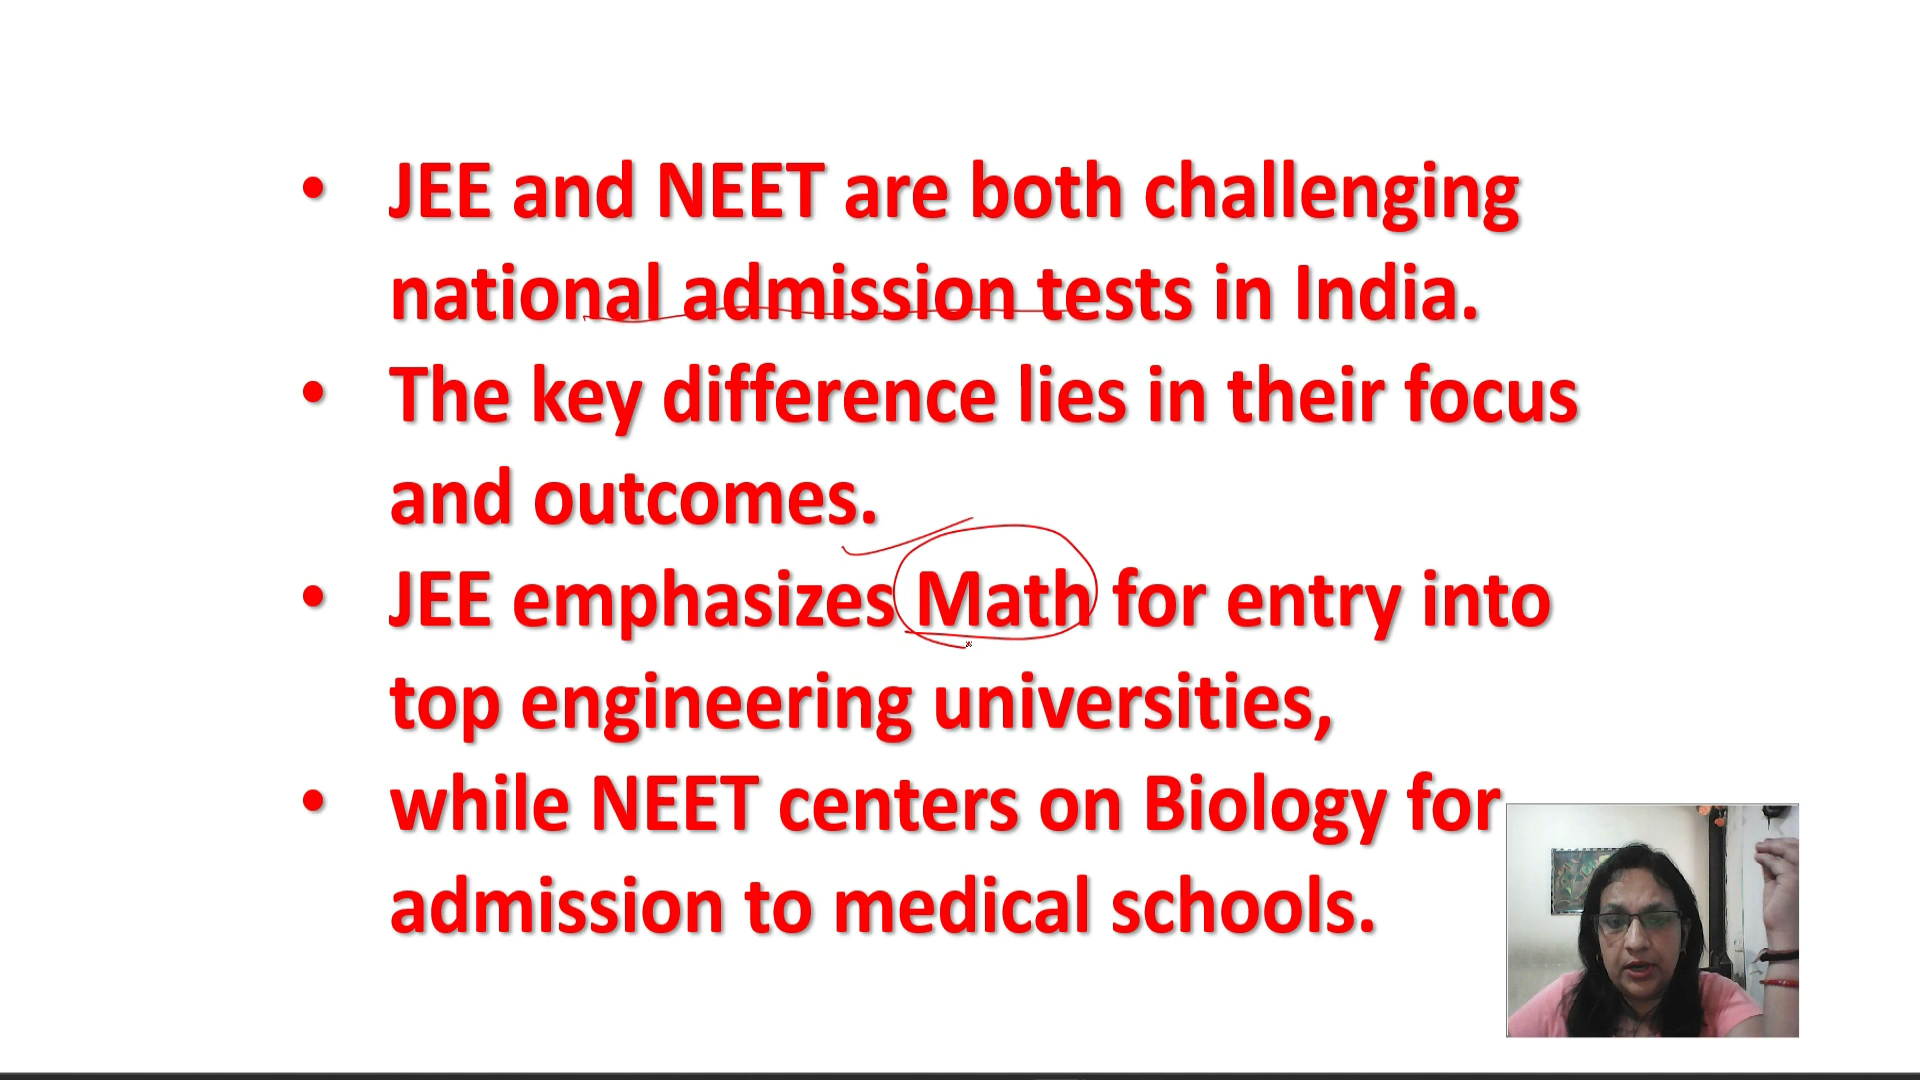 • JEE and NEET are both challenging
national admission tests in India.
• The key difference lies in their focus
and outcomes.
• JEE emphasizes Math for entry into
top engineering universities,
• while NEET centers on Biology for
admission to medical schools.